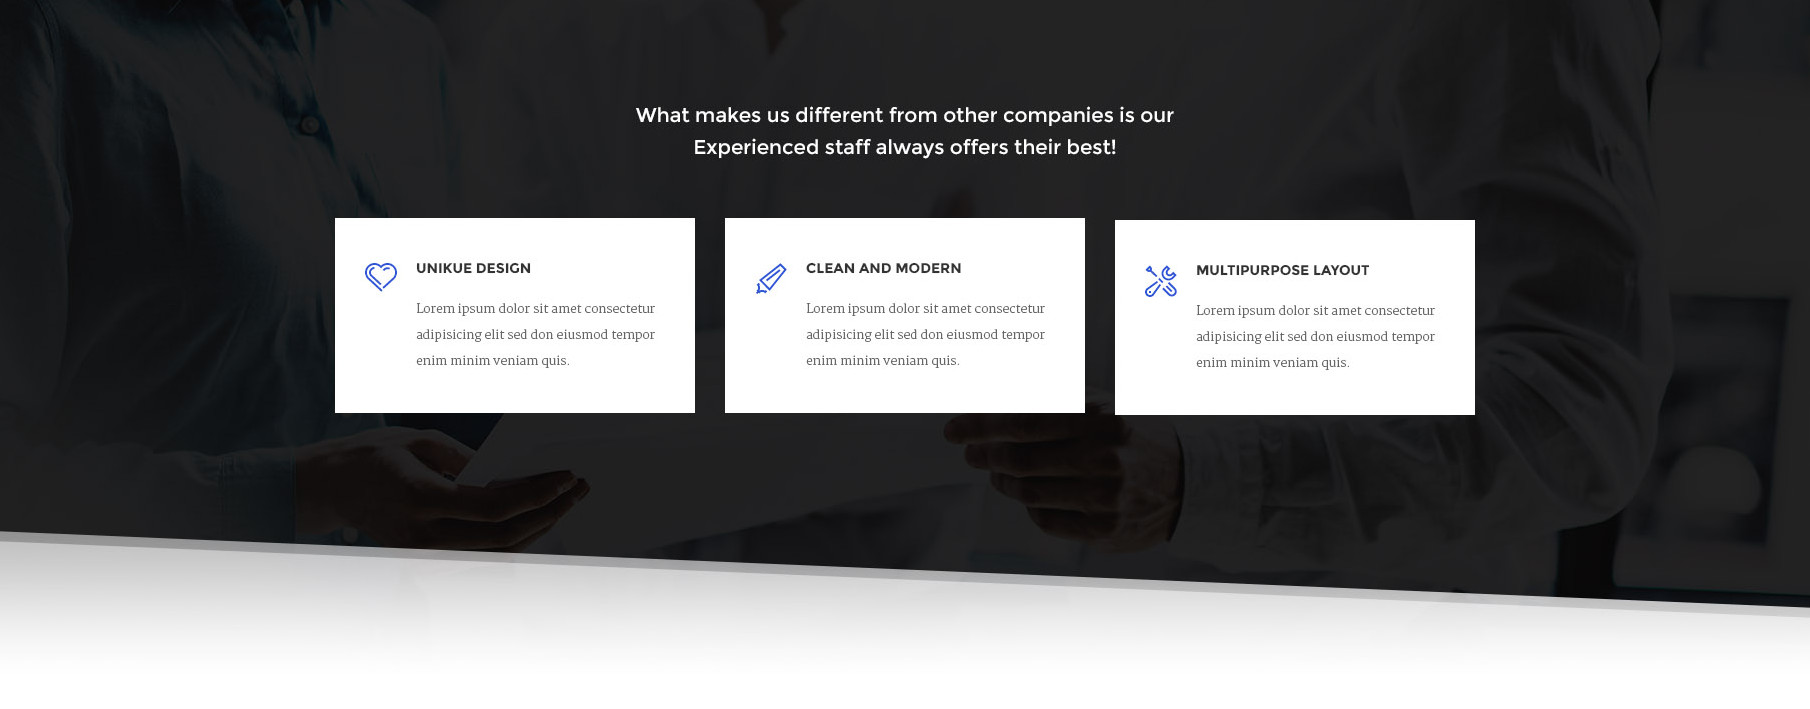 What makes us different from other companies is our
Experienced staff always offers their best!
UNIKUE DESIGN
Lorem ipsum dolor sit amet consectetur
adipisicing elit sed don eiusmod tempor
enim minim veniam quis.
CLEAN AND MODERN
Lorem ipsum dolor sit amet consectetur
adipisicing elit sed don eiusmod tempor
enim minim veniam quis.
MULTIPURPOSE LAYOUT
Lorem ipsum dolor sit amet consectetur
adipisicing elit sed don eiusmod tempor
enim minim veniam quis.